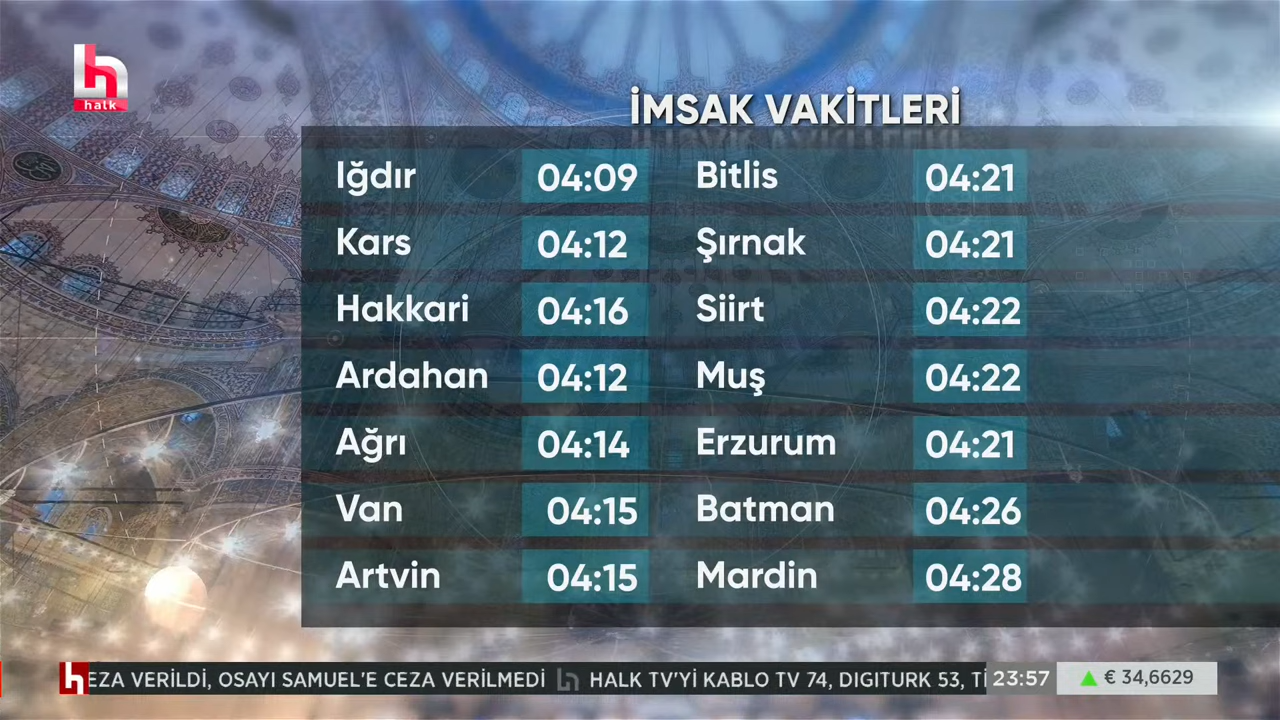 halk
İMSAK VAKİTLERİ
Iğdır 04:09 Bitlis 04:21
Kars 04:12 Şırnak 04:21
Hakkari 04:16 Siirt 04:22
Ardahan 04:12 Muş 04:22
Ağrı 04:14 Erzurum 04:21
Van 04:15 Batman 04:26
Artvin 04:15 Mardin 04:28
EZA VERİLDİ, OSAYI SAMUEL'E CEZA VERİLMEDİ HALK TV'Yİ KABLO TV 74, DIGITURK 53, Tİ 23:57 € 34,6629